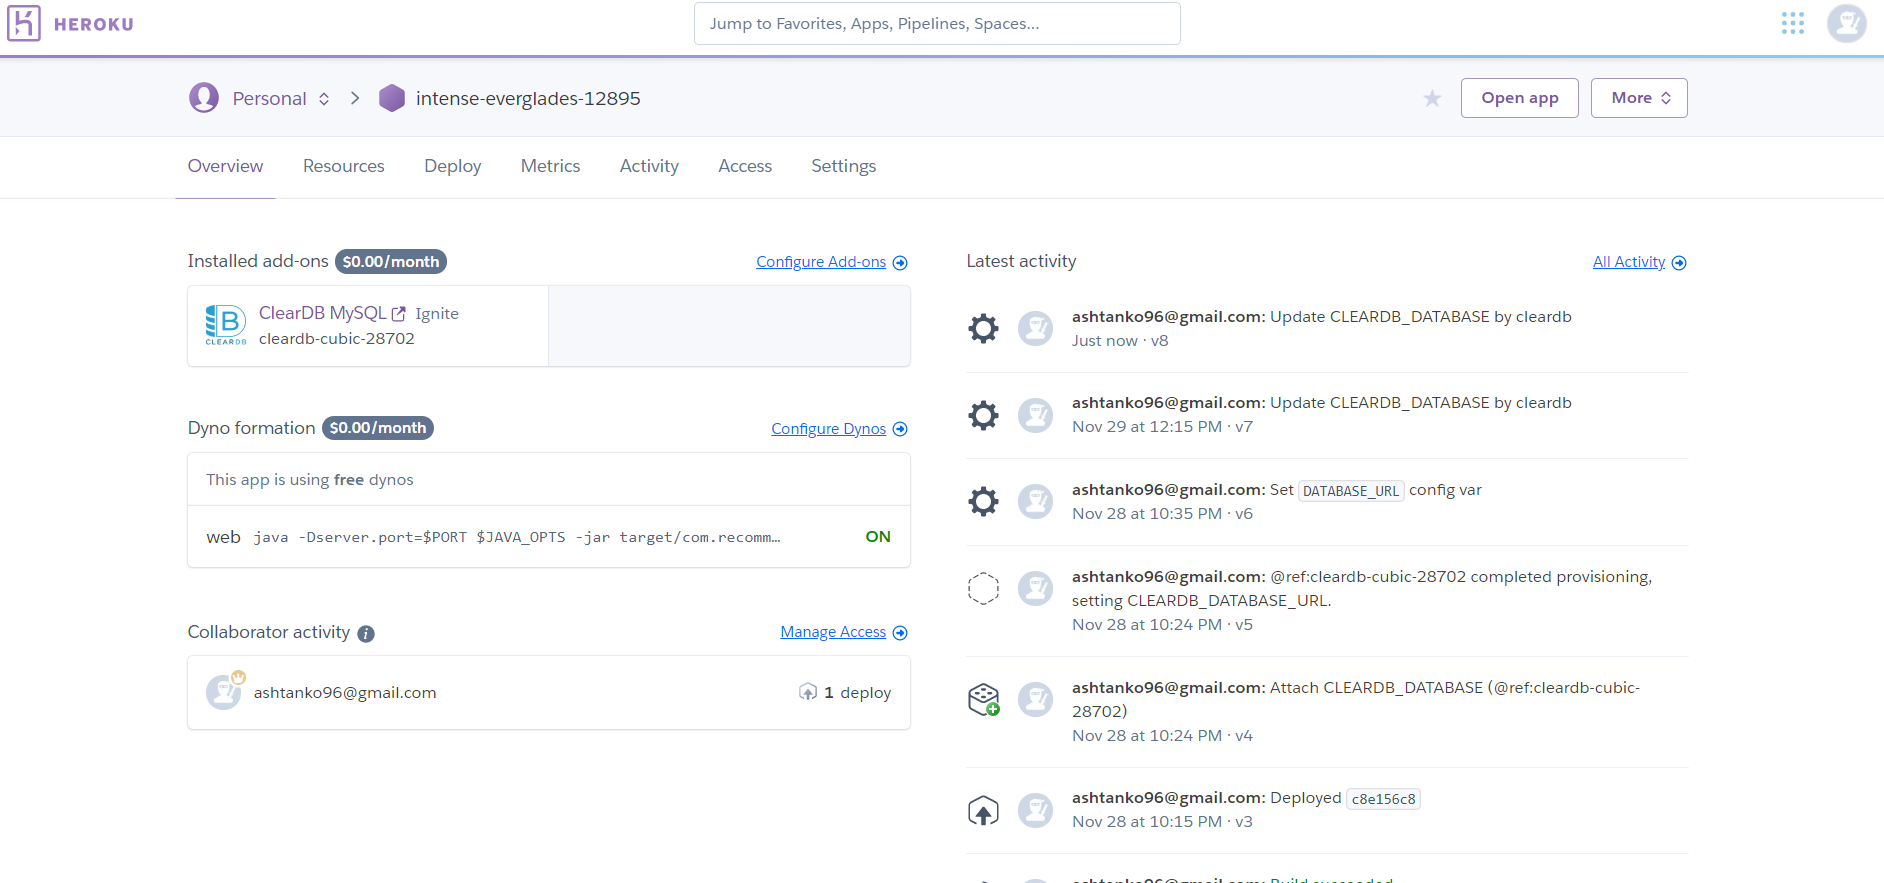 HEROKU
Jump to Favorites, Apps, Pipelines, Spaces...
Personal
intense-everglades-12895
Open app
More
Overview
Resources
Deploy
Metrics
Activity
Access
Settings
Installed add-ons $0.00/month
Configure Add-ons
CLEARDB
ClearDB MySQL Ignite
cleardb-cubic-28702
Dyno formation $0.00/month
Configure Dynos
This app is using free dynos
web java -Dserver.port=$PORT $JAVA_OPTS -jar target/com.recomm… ON
Collaborator activity
Manage Access
ashtanko96@gmail.com
1 deploy
Latest activity
All Activity
ashtanko96@gmail.com: Update CLEARDB_DATABASE by cleardb
Just now · v8
ashtanko96@gmail.com: Update CLEARDB_DATABASE by cleardb
Nov 29 at 12:15 PM · v7
ashtanko96@gmail.com: Set DATABASE_URL config var
Nov 28 at 10:35 PM · v6
ashtanko96@gmail.com: @ref:cleardb-cubic-28702 completed provisioning,
setting CLEARDB_DATABASE_URL.
Nov 28 at 10:24 PM · v5
ashtanko96@gmail.com: Attach CLEARDB_DATABASE (@ref:cleardb-cubic-
28702)
Nov 28 at 10:24 PM · v4
ashtanko96@gmail.com: Deployed c8e156c8
Nov 28 at 10:15 PM · v3
ashtanko96@gmail.com: Build succeeded